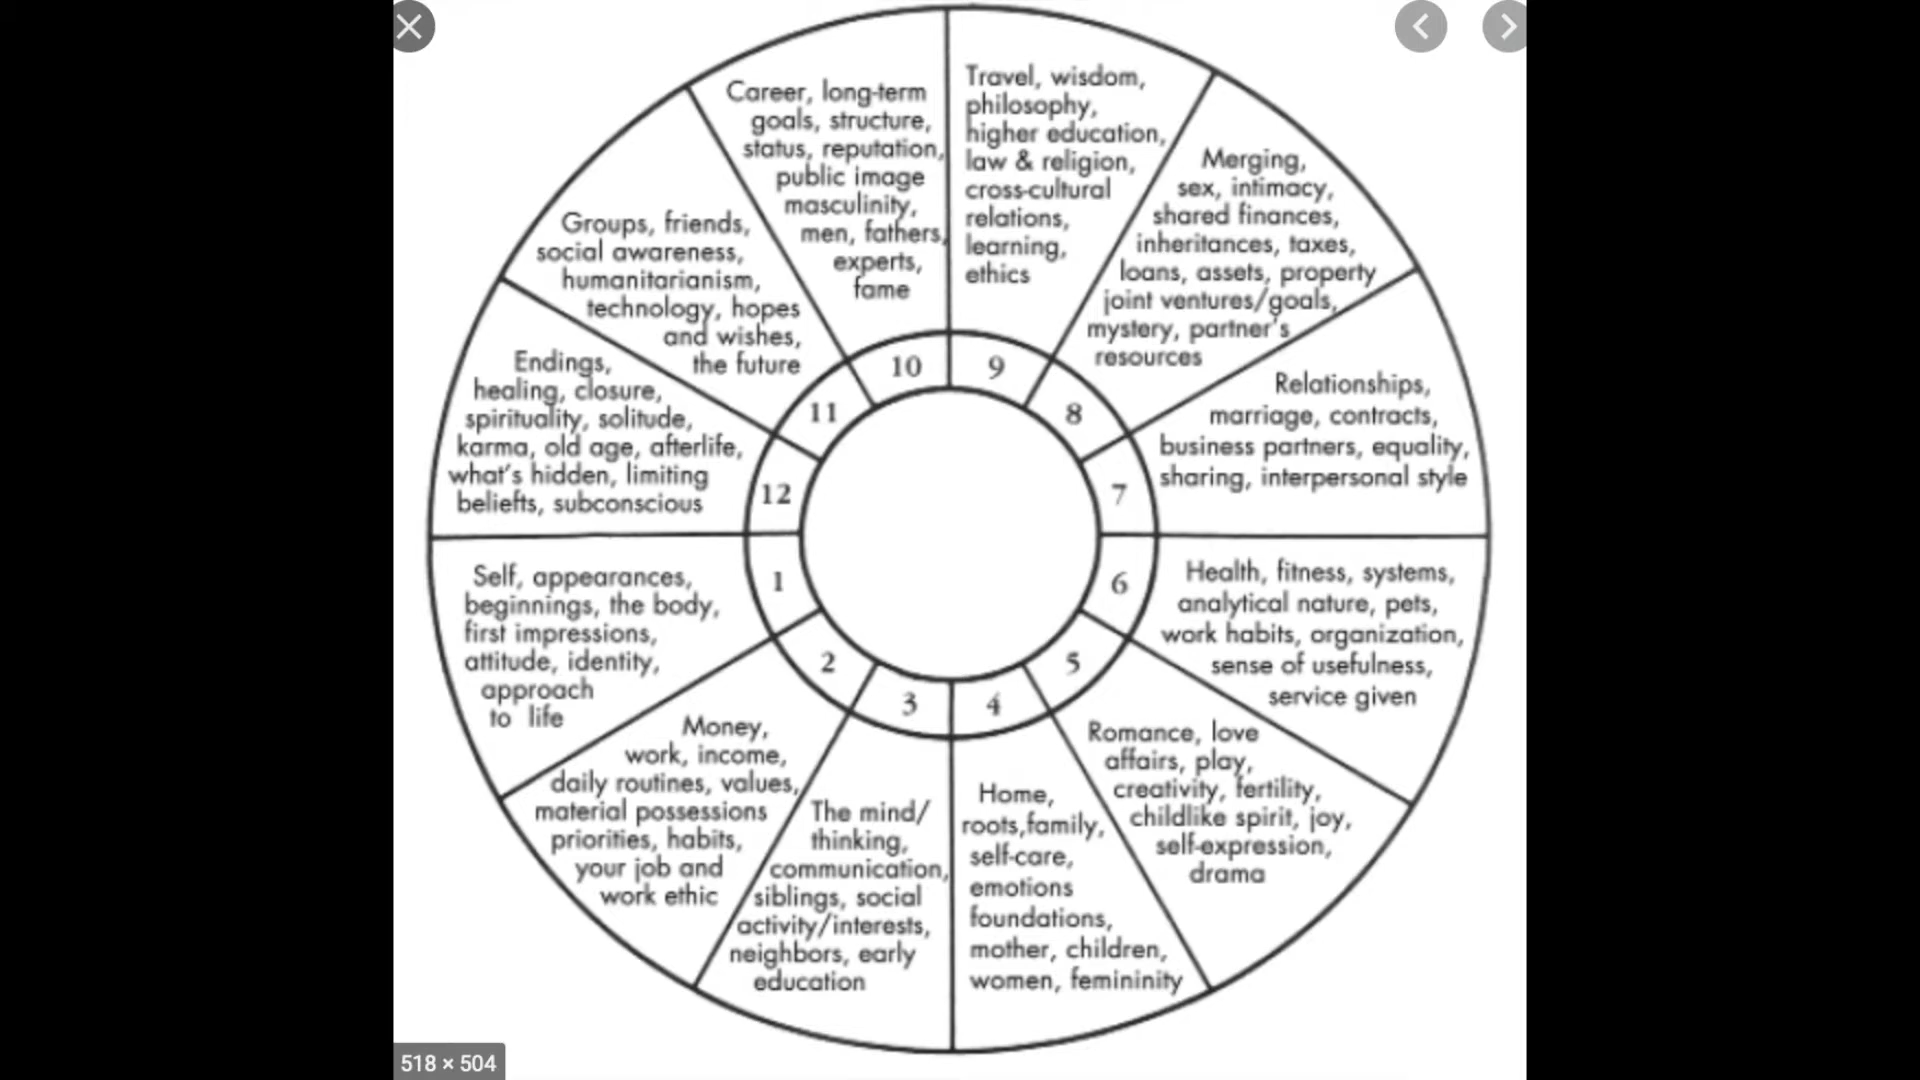 Career, long-term
goals, structure,
status, reputation,
public image
masculinity,
men, fathers,
experts,
fame
10
Travel, wisdom,
philosophy,
higher education,
law & religion,
cross-cultural
relations,
learning,
ethics
9
Merging,
sex, intimacy,
shared finances,
inheritances, taxes,
loans, assets, property
joint ventures/goals,
mystery, partner's
resources
8
Relationships,
marriage, contracts,
business partners, equality,
sharing, interpersonal style
7
Health, fitness, systems,
analytical nature, pets,
work habits, organization,
sense of usefulness,
service given
6
Romance, love
affairs, play,
creativity, fertility,
childlike spirit, joy,
self-expression,
drama
5
Home,
roots,family,
self-care,
emotions
foundations,
mother, children,
women, femininity
4
The mind/
thinking,
communication,
siblings, social
activity/interests,
neighbors, early
education
3
Money,
work, income,
daily routines, values,
material possessions
priorities, habits,
your job and
work ethic
2
Self, appearances,
beginnings, the body,
first impressions,
attitude, identity,
approach
to life
1
Endings,
healing, closure,
spirituality, solitude,
karma, old age, afterlife,
what's hidden, limiting
beliefts, subconscious
12
Groups, friends,
social awareness,
humanitarianism,
technology, hopes
and wishes,
the future
11
518 × 504